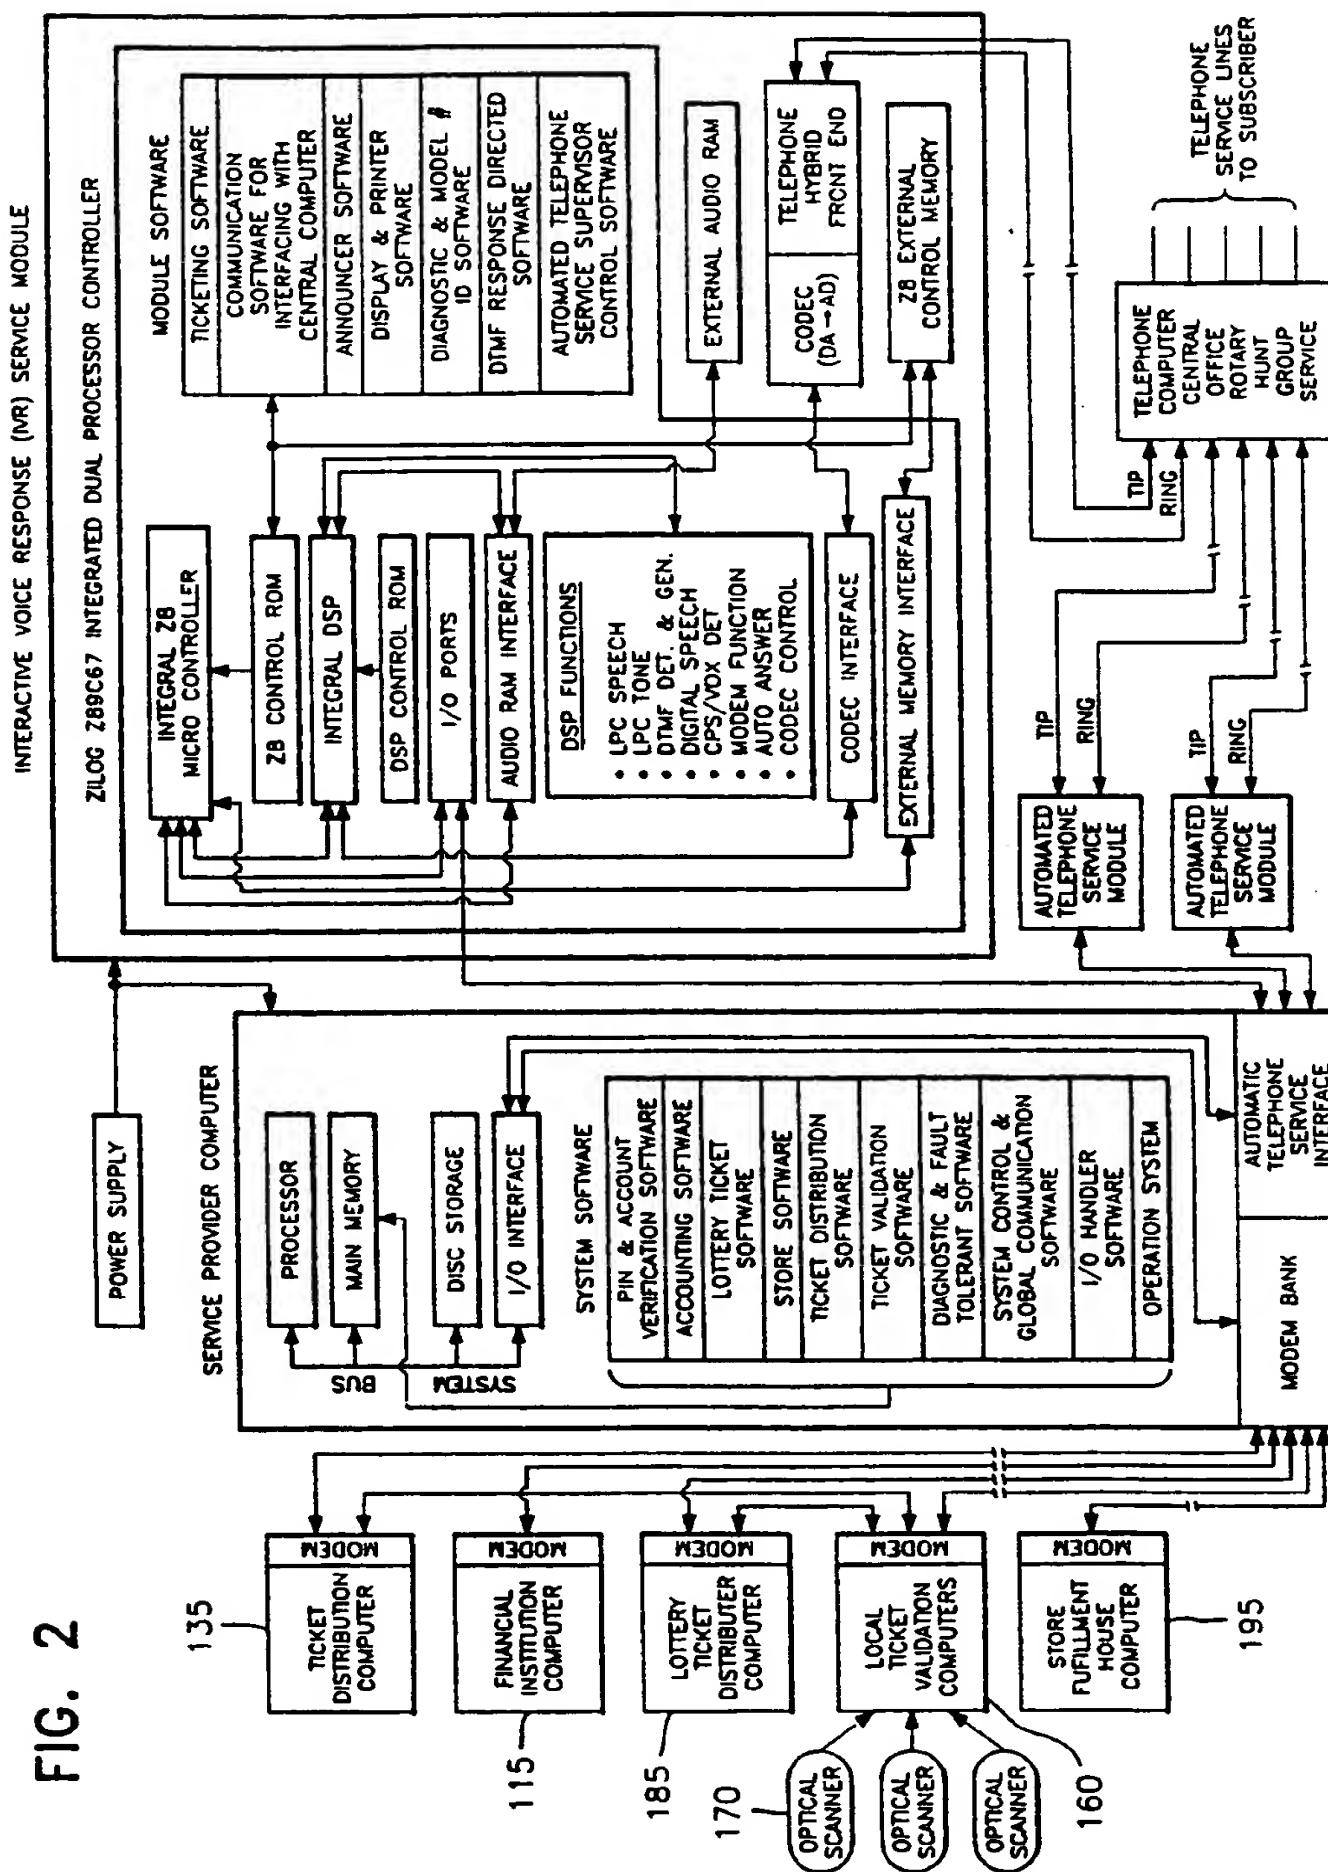 FIG. 2
135
TICKET
DISTRIBUTION
COMPUTER
MODEM
115
FINANCIAL
INSTITUTION
COMPUTER
MODEM
185
LOTTERY
TICKET
DISTRIBUTER
COMPUTER
MODEM
170
OPTICAL
SCANNER
OPTICAL
SCANNER
OPTICAL
SCANNER
160
LOCAL
TICKET
VALIDATION
COMPUTERS
MODEM
195
STORE
FUFILLMENT
HOUSE
COMPUTER
MODEM
POWER SUPPLY
SERVICE PROVIDER COMPUTER
PROCESSOR
MAIN MEMORY
DISC STORAGE
I/O INTERFACE
SYSTEM BUS
SYSTEM SOFTWARE
PIN & ACCOUNT
VERIFICATION SOFTWARE
ACCOUNTING SOFTWARE
LOTTERY TICKET
SOFTWARE
STORE SOFTWARE
TICKET DISTRIBUTION
SOFTWARE
TICKET VALIDATION
SOFTWARE
DIAGNOSTIC & FAULT
TOLERANT SOFTWARE
SYSTEM CONTROL &
GLOBAL COMMUNICATION
SOFTWARE
I/O HANDLER
SOFTWARE
OPERATION SYSTEM
MODEM BANK
AUTOMATIC
TELEPHONE
SERVICE
INTERFACE
INTERACTIVE VOICE RESPONSE (IVR) SERVICE MODULE
ZILOG Z89C67 INTEGRATED DUAL PROCESSOR CONTROLLER
INTEGRAL Z8
MICRO CONTROLLER
Z8 CONTROL ROM
INTEGRAL DSP
DSP CONTROL ROM
I/O PORTS
AUDIO RAM INTERFACE
DSP FUNCTIONS
• LPC SPEECH
• LPC TONE
• DTMF DET. & GEN.
• DIGITAL SPEECH
• CPS/VOX DET
• MODEM FUNCTION
• AUTO ANSWER
• CODEC CONTROL
CODEC INTERFACE
EXTERNAL MEMORY INTERFACE
MODULE SOFTWARE
TICKETING SOFTWARE
COMMUNICATION
SOFTWARE FOR
INTERFACING WITH
CENTRAL COMPUTER
ANNOUNCER SOFTWARE
DISPLAY & PRINTER
SOFTWARE
DIAGNOSTIC & MODEL #
ID SOFTWARE
DTMF RESPONSE DIRECTED
SOFTWARE
AUTOMATED TELEPHONE
SERVICE SUPERVISOR
CONTROL SOFTWARE
EXTERNAL AUDIO RAM
CODEC
(DA→AD)
TELEPHONE
HYBRID
FRONT END
Z8 EXTERNAL
CONTROL MEMORY
AUTOMATED
TELEPHONE
SERVICE
MODULE
TIP
RING
AUTOMATED
TELEPHONE
SERVICE
MODULE
TIP
RING
TIP
RING
TELEPHONE
COMPUTER
CENTRAL
OFFICE
ROTARY
HUNT
GROUP
SERVICE
TELEPHONE
SERVICE LINES
TO SUBSCRIBER